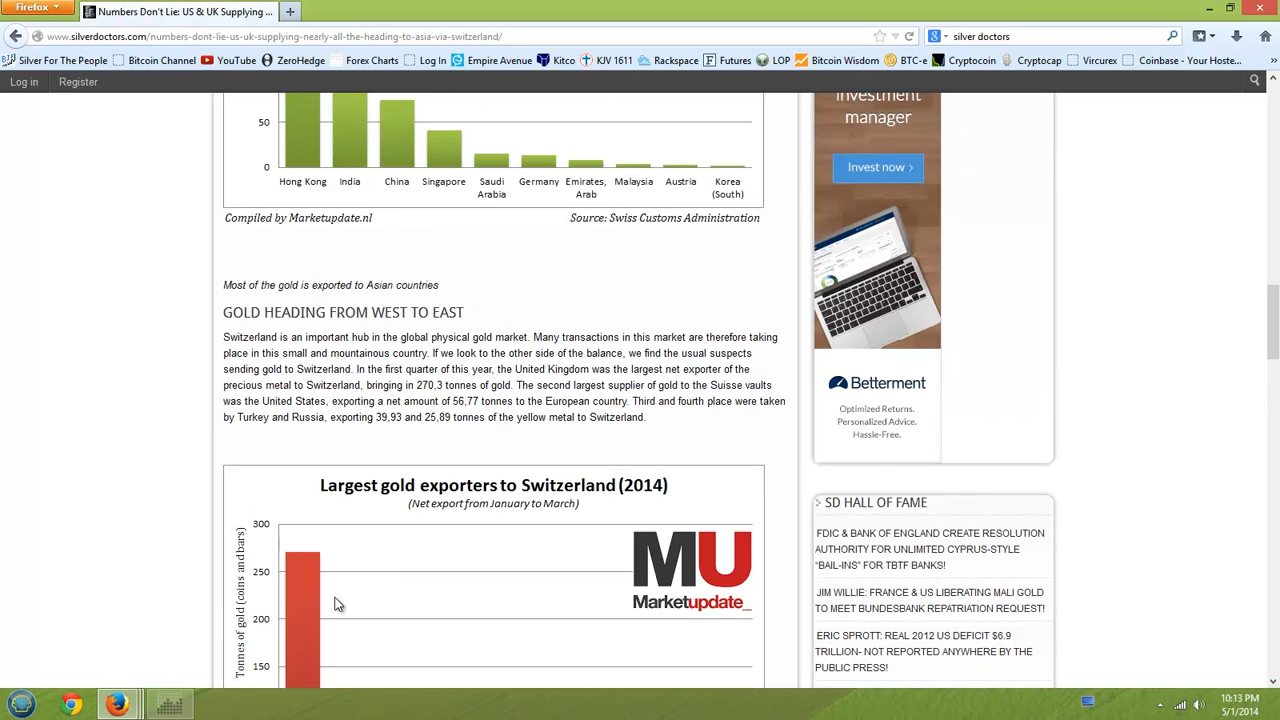 Firefox
Numbers Don't Lie: US & UK Supplying ...
www.silverdoctors.com/numbers-dont-lie-us-uk-supplying-nearly-all-the-heading-to-asia-via-switzerland/
silver doctors
Silver For The People
Bitcoin Channel
YouTube
ZeroHedge
Forex Charts
Log In
Empire Avenue
Kitco
KJV 1611
Rackspace
Futures
LOP
Bitcoin Wisdom
BTC-e
Cryptocoin
Cryptocap
Vircurex
Coinbase - Your Hoste...
Log in
Register
50
0
Hong Kong
India
China
Singapore
Saudi
Arabia
Germany
Emirates,
Arab
Malaysia
Austria
Korea
(South)
Compiled by Marketupdate.nl
Source: Swiss Customs Administration
Most of the gold is exported to Asian countries
GOLD HEADING FROM WEST TO EAST
Switzerland is an important hub in the global physical gold market. Many transactions in this market are therefore taking
place in this small and mountainous country. If we look to the other side of the balance, we find the usual suspects
sending gold to Switzerland. In the first quarter of this year, the United Kingdom was the largest net exporter of the
precious metal to Switzerland, bringing in 270,3 tonnes of gold. The second largest supplier of gold to the Suisse vaults
was the United States, exporting a net amount of 56,77 tonnes to the European country. Third and fourth place were taken
by Turkey and Russia, exporting 39,93 and 25,89 tonnes of the yellow metal to Switzerland.
Largest gold exporters to Switzerland (2014)
(Net export from January to March)
Tonnes of gold (coins and bars)
300
250
200
150
MU
Marketupdate_
investment
manager
Invest now ›
Betterment
Optimized Returns.
Personalized Advice.
Hassle-Free.
SD HALL OF FAME
FDIC & BANK OF ENGLAND CREATE RESOLUTION
AUTHORITY FOR UNLIMITED CYPRUS-STYLE
“BAIL-INS” FOR TBTF BANKS!
JIM WILLIE: FRANCE & US LIBERATING MALI GOLD
TO MEET BUNDESBANK REPATRIATION REQUEST!
ERIC SPROTT: REAL 2012 US DEFICIT $6.9
TRILLION- NOT REPORTED ANYWHERE BY THE
PUBLIC PRESS!
10:13 PM
5/1/2014